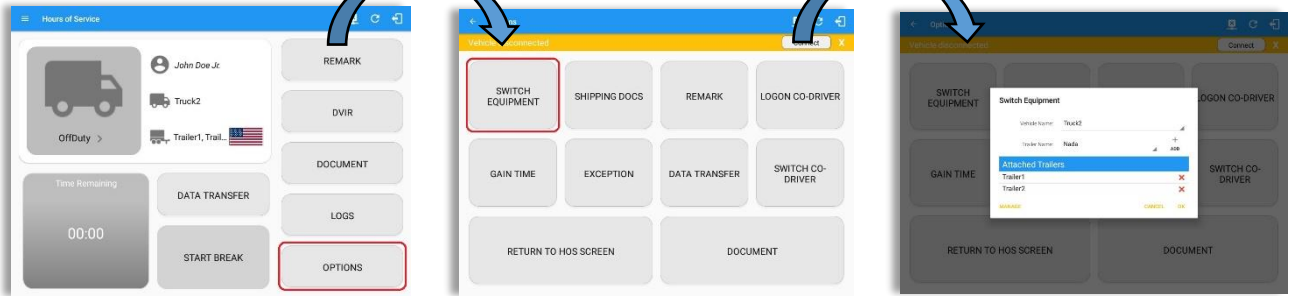 Hours of Service
John Doe Jr.
Truck2
Trailer1, Trail...
OffDuty >
REMARK
DVIR
DOCUMENT
LOGS
OPTIONS
Time Remaining
00:00
DATA TRANSFER
START BREAK
Vehicle disconnected
Connect X
SWITCH
EQUIPMENT
SHIPPING DOCS
REMARK
LOGON CO-DRIVER
GAIN TIME
EXCEPTION
DATA TRANSFER
SWITCH CO-
DRIVER
RETURN TO HOS SCREEN
DOCUMENT
Vehicle disconnected
Connect X
EQUIPMENT
LOGON CO-DRIVER
GAIN TIME
SWITCH CO-
DRIVER
RETURN TO HOS SCREEN
DOCUMENT
Switch Equipment
Vehicle Name: Truck2
Trailer Name: Nada
+
ADD
Attached Trailers
Trailer1
Trailer2
MANAGE
CANCEL OK